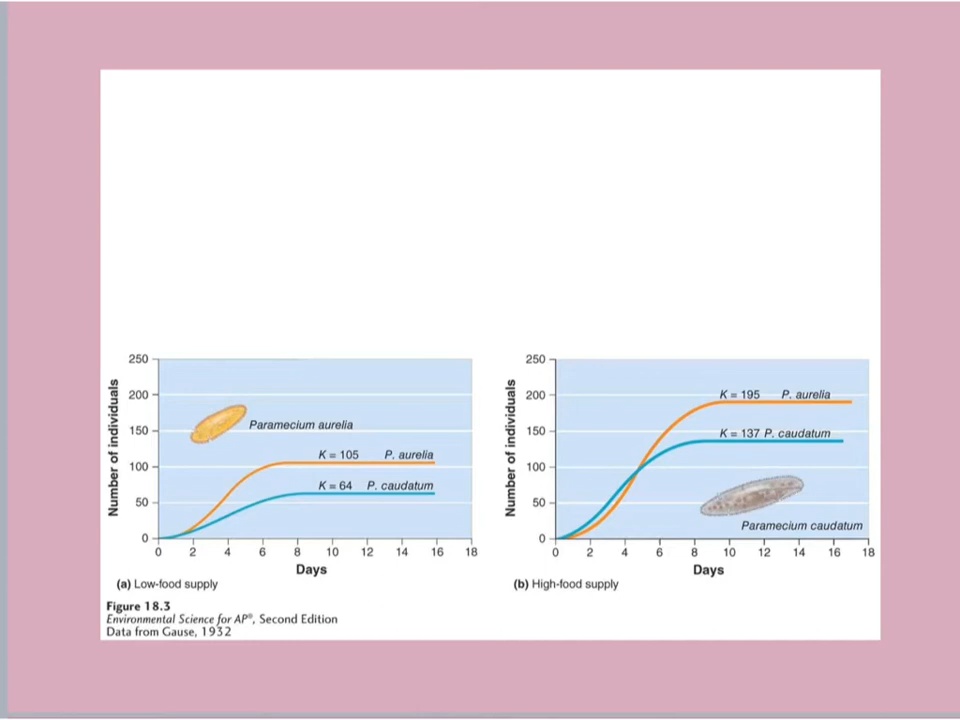 250
200
150
100
50
0
Number of individuals
Paramecium aurelia
K = 105 P. aurelia
K = 64 P. caudatum
0 2 4 6 8 10 12 14 16 18
Days
(a) Low-food supply
250
200
150
100
50
0
Number of individuals
K = 195 P. aurelia
K = 137 P. caudatum
Paramecium caudatum
0 2 4 6 8 10 12 14 16 18
Days
(b) High-food supply
Figure 18.3
Environmental Science for AP®, Second Edition
Data from Gause, 1932